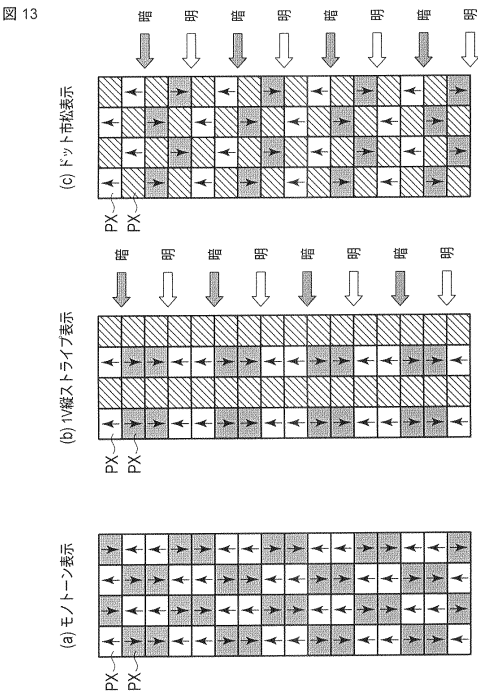 図 13
(a) モノトーン表示
PX
PX
(b) 1V縦ストライプ表示
PX
PX
暗
明
暗
明
暗
明
暗
明
(c) ドット市松表示
PX
PX
暗
明
暗
明
暗
明
暗
明